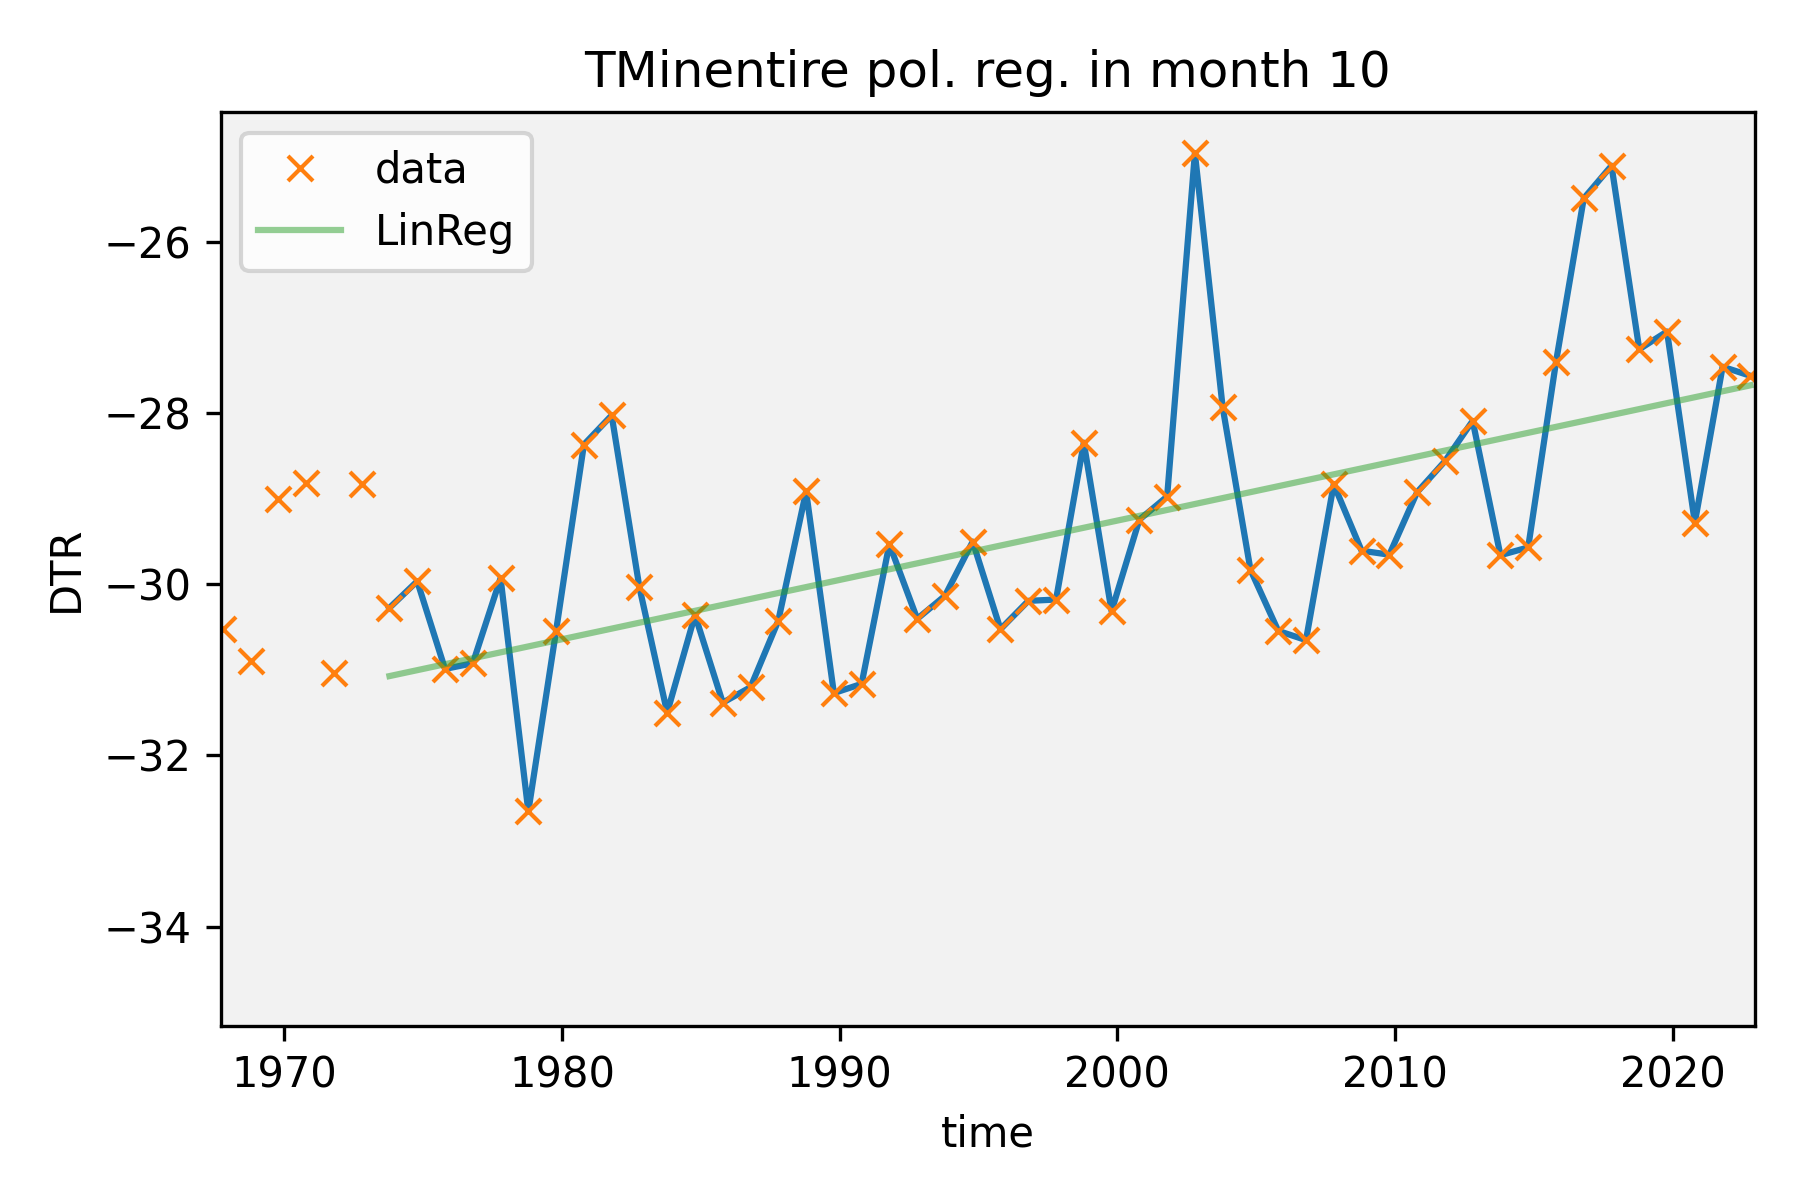 TMinentire pol. reg. in month 10
data
LinReg
DTR
−26
−28
−30
−32
−34
1970 1980 1990 2000 2010 2020
time